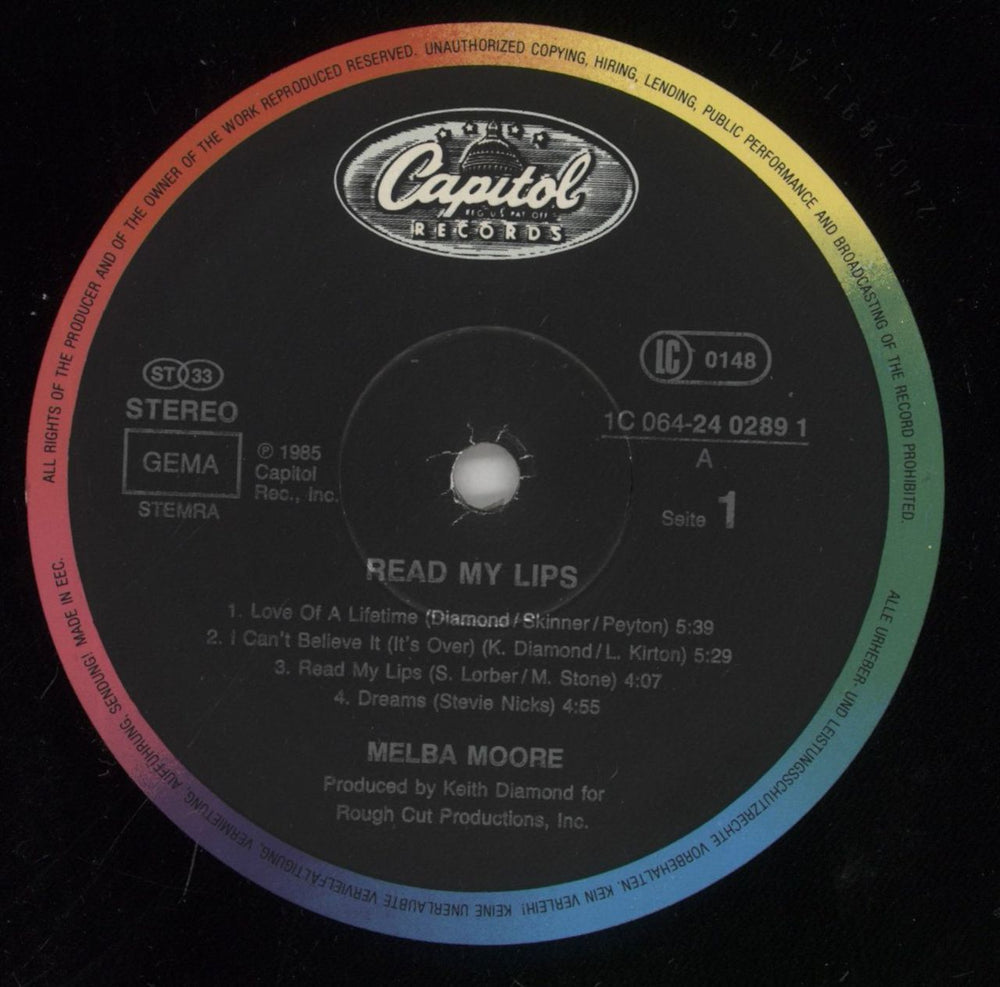 ALL RIGHTS OF THE PRODUCER AND OF THE OWNER OF THE WORK REPRODUCED RESERVED. UNAUTHORIZED COPYING, HIRING, LENDING, PUBLIC PERFORMANCE AND BROADCASTING OF THE RECORD PROHIBITED.
Capitol
REG. U.S. PAT. OFF.
RECORDS
LC 0148
ST 33
STEREO
GEMA
STEMRA
℗ 1985
Capitol
Rec., Inc.
1C 064-24 0289 1
A
Seite 1
READ MY LIPS
1. Love Of A Lifetime (Diamond/Skinner/Peyton) 5:39
2. I Can't Believe It (It's Over) (K. Diamond/L. Kirton) 5:29
3. Read My Lips (S. Lorber/M. Stone) 4:07
4. Dreams (Stevie Nicks) 4:55
MELBA MOORE
Produced by Keith Diamond for
Rough Cut Productions, Inc.
ALLE URHEBER- UND LEISTUNGSSCHUTZRECHTE VORBEHALTEN. KEIN VERLEIH! KEINE UNERLAUBTE VERVIELFÄLTIGUNG, VERMIETUNG, AUFFÜHRUNG, SENDUNG! MADE IN EEC.